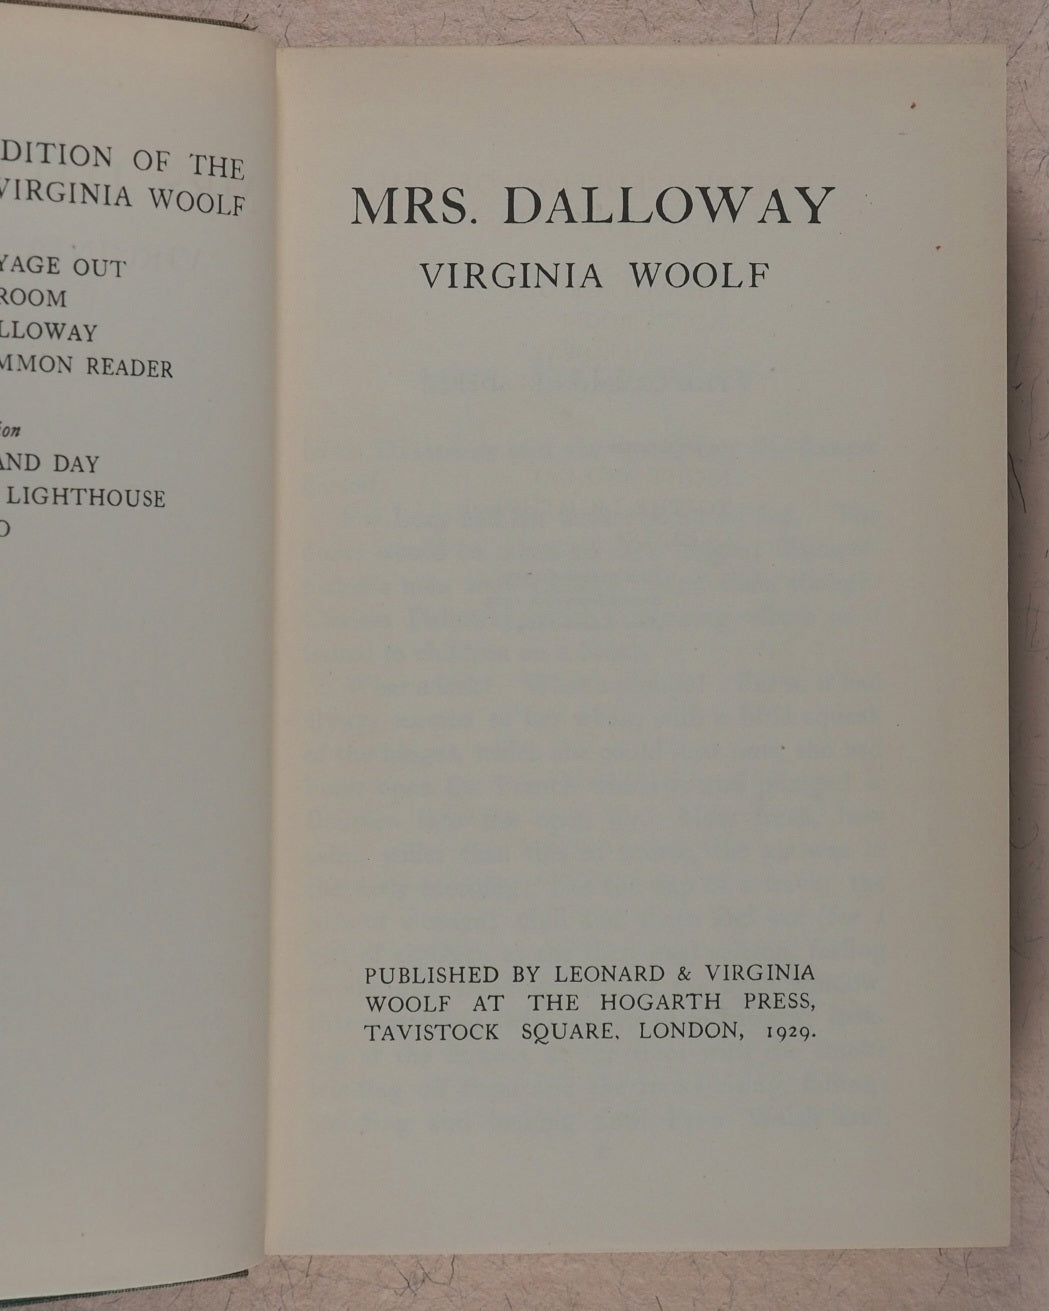 DITION OF THE
VIRGINIA WOOLF
YAGE OUT
ROOM
LLOWAY
MMON READER
ion
AND DAY
LIGHTHOUSE
O
MRS. DALLOWAY
VIRGINIA WOOLF
PUBLISHED BY LEONARD & VIRGINIA
WOOLF AT THE HOGARTH PRESS,
TAVISTOCK SQUARE, LONDON, 1929.